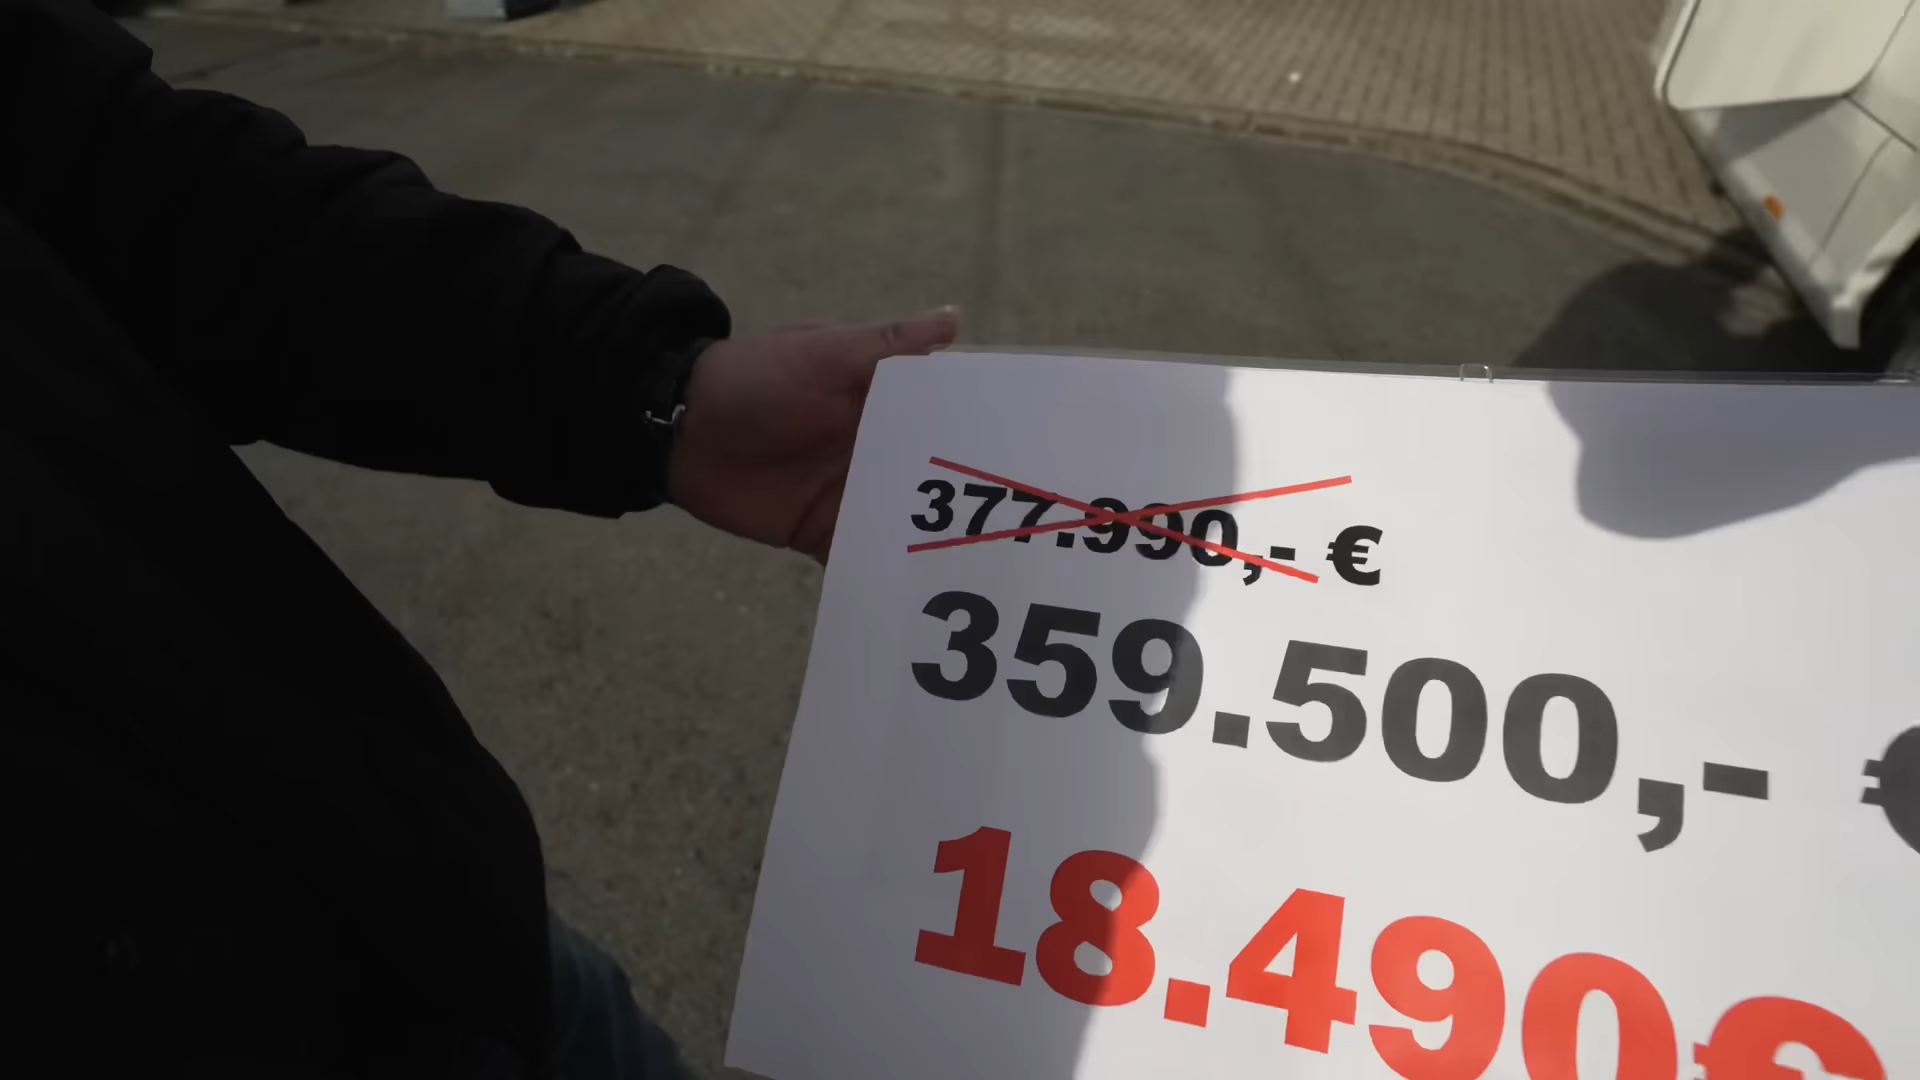 377.990,- €
359.500,- €
18.490€